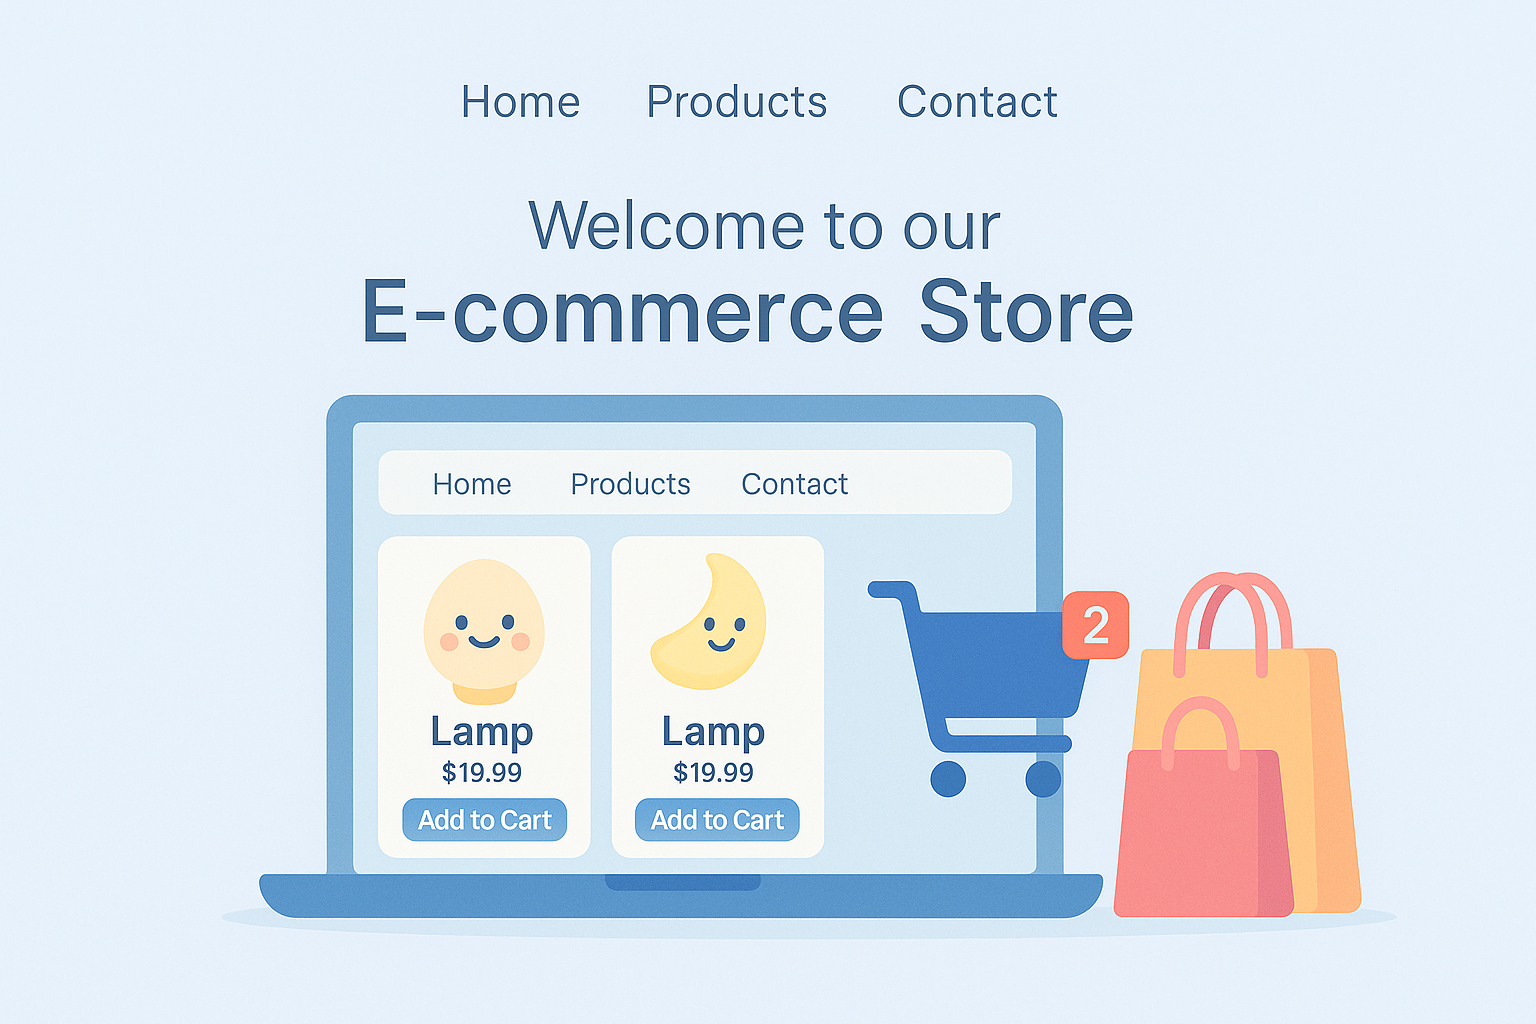 Home Products Contact
Welcome to our
E-commerce Store
Home Products Contact
Lamp
$19.99
Add to Cart
Lamp
$19.99
Add to Cart
2